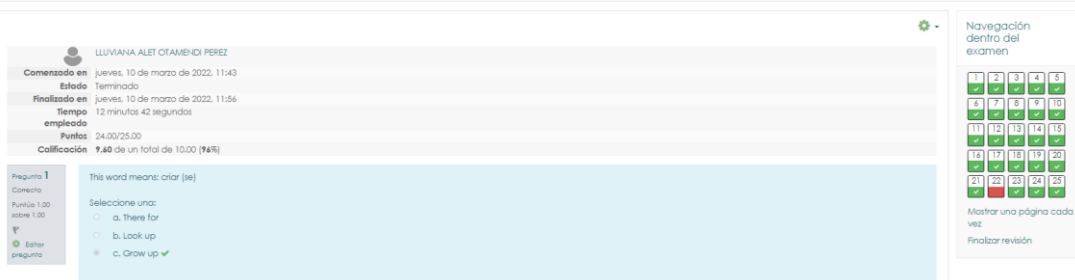 LLUVIANA ALET OTAMENDI PEREZ
Comenzado en jueves, 10 de marzo de 2022, 11:43
Estado Terminado
Finalizado en jueves, 10 de marzo de 2022, 11:56
Tiempo empleado 12 minutos 42 segundos
Puntos 24.00/25.00
Calificación 9.60 de un total de 10.00 (96%)
Pregunta 1
Correcta
Puntúa 1.00
sobre 1.00
Editar
pregunta
This word means: criar (se)
Seleccione una:
a. There for
b. Look up
c. Grow up
Navegación
dentro del
examen
1 2 3 4 5
6 7 8 9 10
11 12 13 14 15
16 17 18 19 20
21 22 23 24 25
Mostrar una página cada
vez
Finalizar revisión